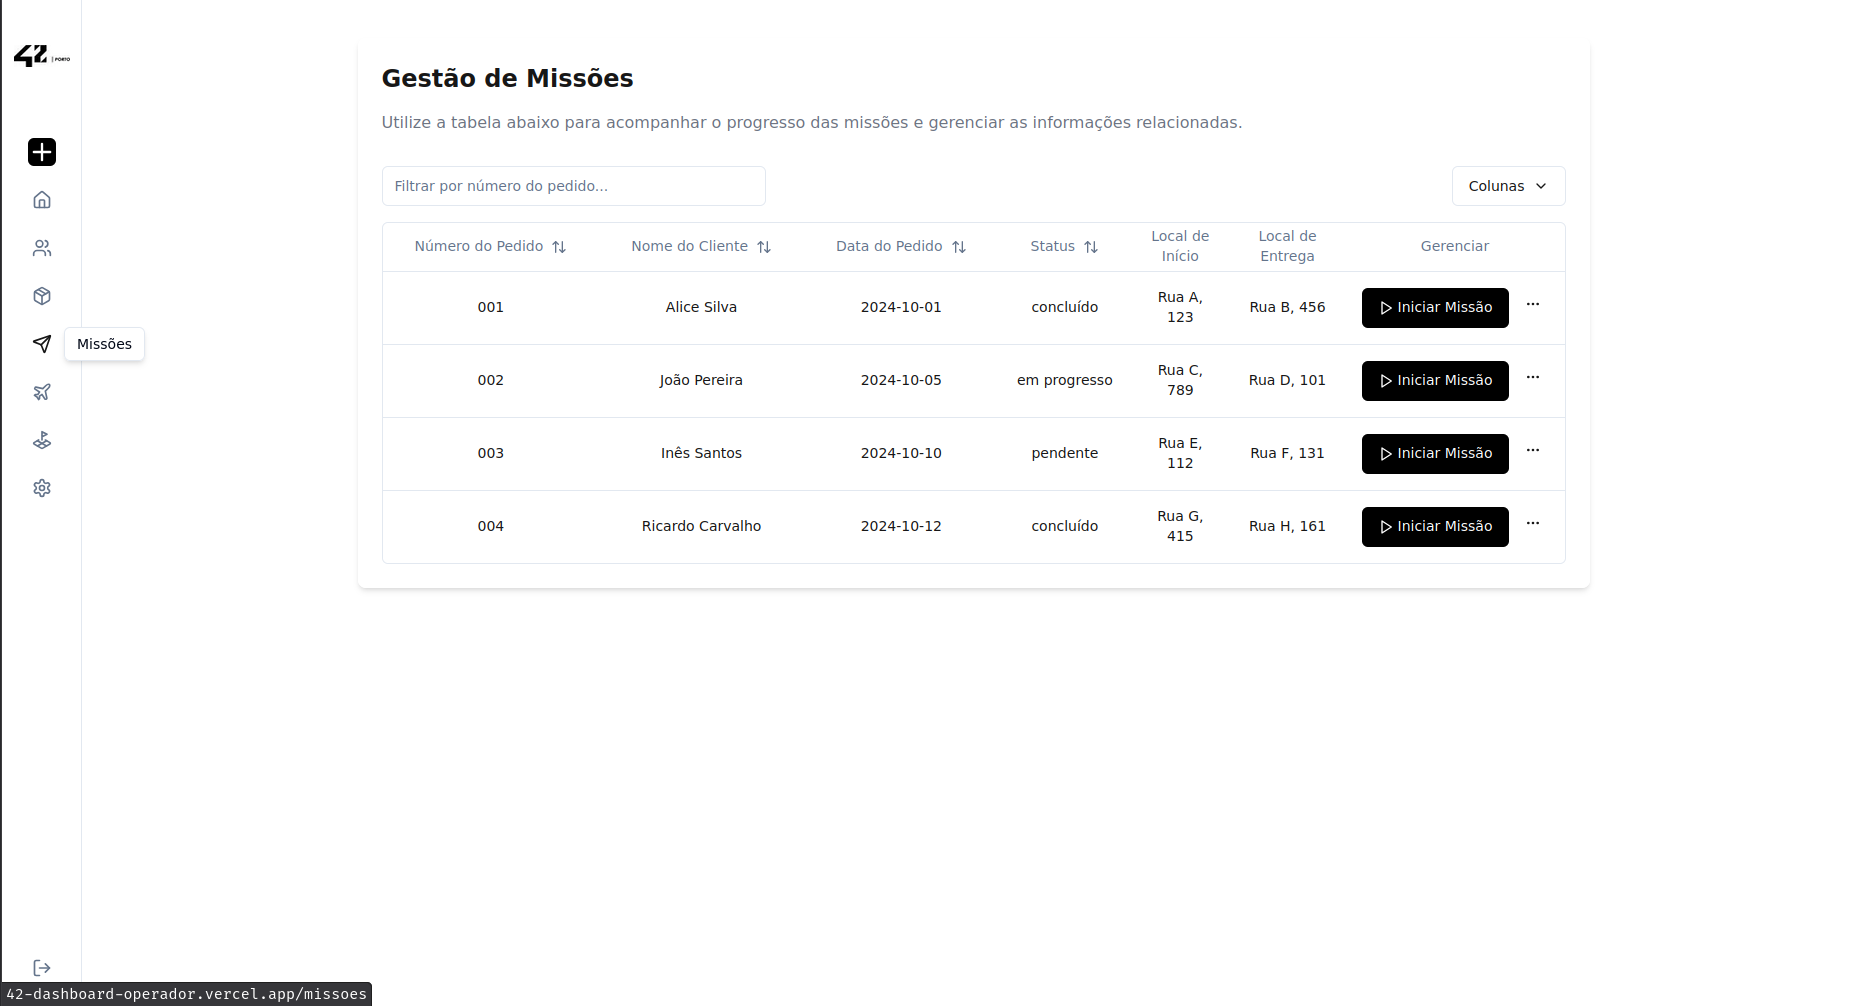 42 | PORTO
Gestão de Missões
Utilize a tabela abaixo para acompanhar o progresso das missões e gerenciar as informações relacionadas.
Filtrar por número do pedido...
Colunas
Número do Pedido
Nome do Cliente
Data do Pedido
Status
Local de
Início
Local de
Entrega
Gerenciar
001
Alice Silva
2024-10-01
concluído
Rua A,
123
Rua B, 456
Iniciar Missão
002
João Pereira
2024-10-05
em progresso
Rua C,
789
Rua D, 101
Iniciar Missão
003
Inês Santos
2024-10-10
pendente
Rua E,
112
Rua F, 131
Iniciar Missão
004
Ricardo Carvalho
2024-10-12
concluído
Rua G,
415
Rua H, 161
Iniciar Missão
Missões
42-dashboard-operador.vercel.app/missoes